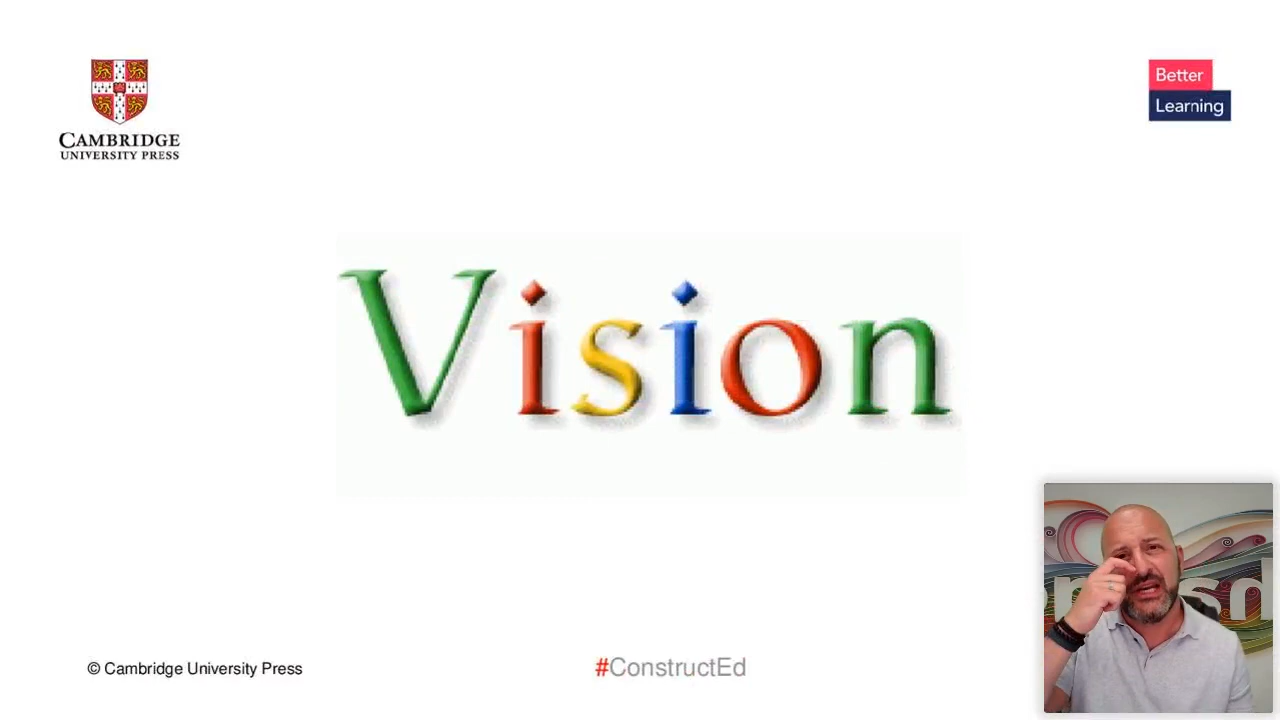 CAMBRIDGE
UNIVERSITY PRESS
Better
Learning
Vision
© Cambridge University Press
#ConstructEd